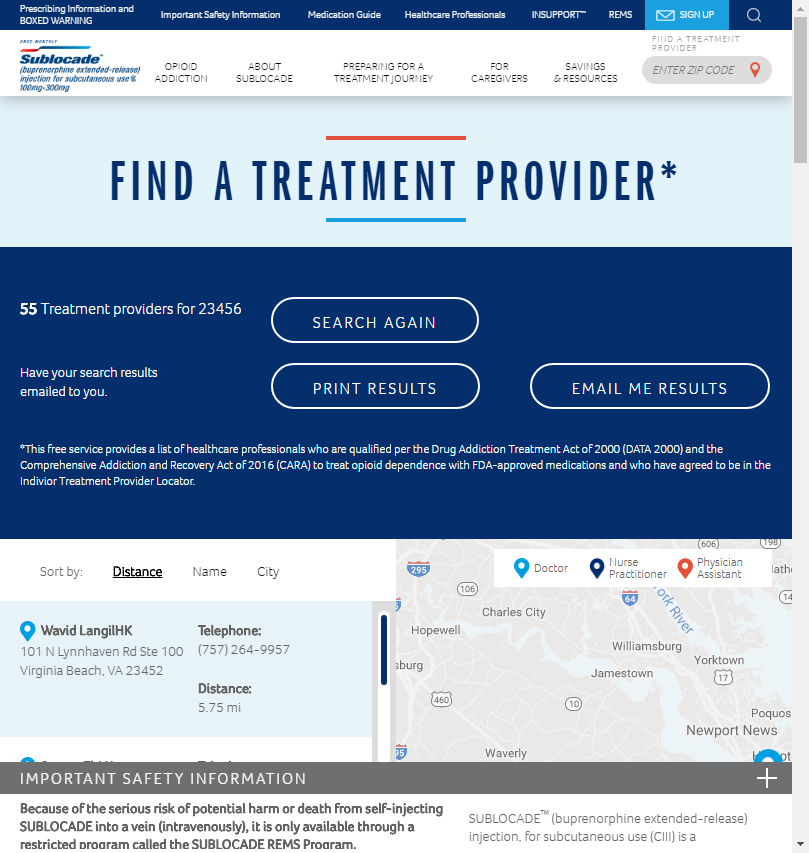 Prescribing Information and
BOXED WARNING
Important Safety Information
Medication Guide
Healthcare Professionals
INSUPPORT™
REMS
SIGN UP
ONCE-MONTHLY
Sublocade™
(buprenorphine extended-release)
injection for subcutaneous use Ⓒ
100mg·300mg
OPIOID
ADDICTION
ABOUT
SUBLOCADE
PREPARING FOR A
TREATMENT JOURNEY
FOR
CAREGIVERS
SAVINGS
& RESOURCES
FIND A TREATMENT
PROVIDER
ENTER ZIP CODE
FIND A TREATMENT PROVIDER*
55 Treatment providers for 23456
SEARCH AGAIN
Have your search results
emailed to you.
PRINT RESULTS
EMAIL ME RESULTS
*This free service provides a list of healthcare professionals who are qualified per the Drug Addiction Treatment Act of 2000 (DATA 2000) and the
Comprehensive Addiction and Recovery Act of 2016 (CARA) to treat opioid dependence with FDA-approved medications and who have agreed to be in the
Indivior Treatment Provider Locator.
Sort by: Distance Name City
Wavid LangilHK
101 N Lynnhaven Rd Ste 100
Virginia Beach, VA 23452
Telephone:
(757) 264-9957
Distance:
5.75 mi
Doctor
Nurse
Practitioner
Physician
Assistant
606
198
295
106
64
14
York River
Charles City
Hopewell
Williamsburg
Yorktown
sburg
Jamestown
17
460
10
Poquos
Newport News
95
Waverly
IMPORTANT SAFETY INFORMATION
Because of the serious risk of potential harm or death from self-injecting
SUBLOCADE into a vein (intravenously), it is only available through a
restricted program called the SUBLOCADE REMS Program.
SUBLOCADE™ (buprenorphine extended-release)
injection, for subcutaneous use (CIII) is a